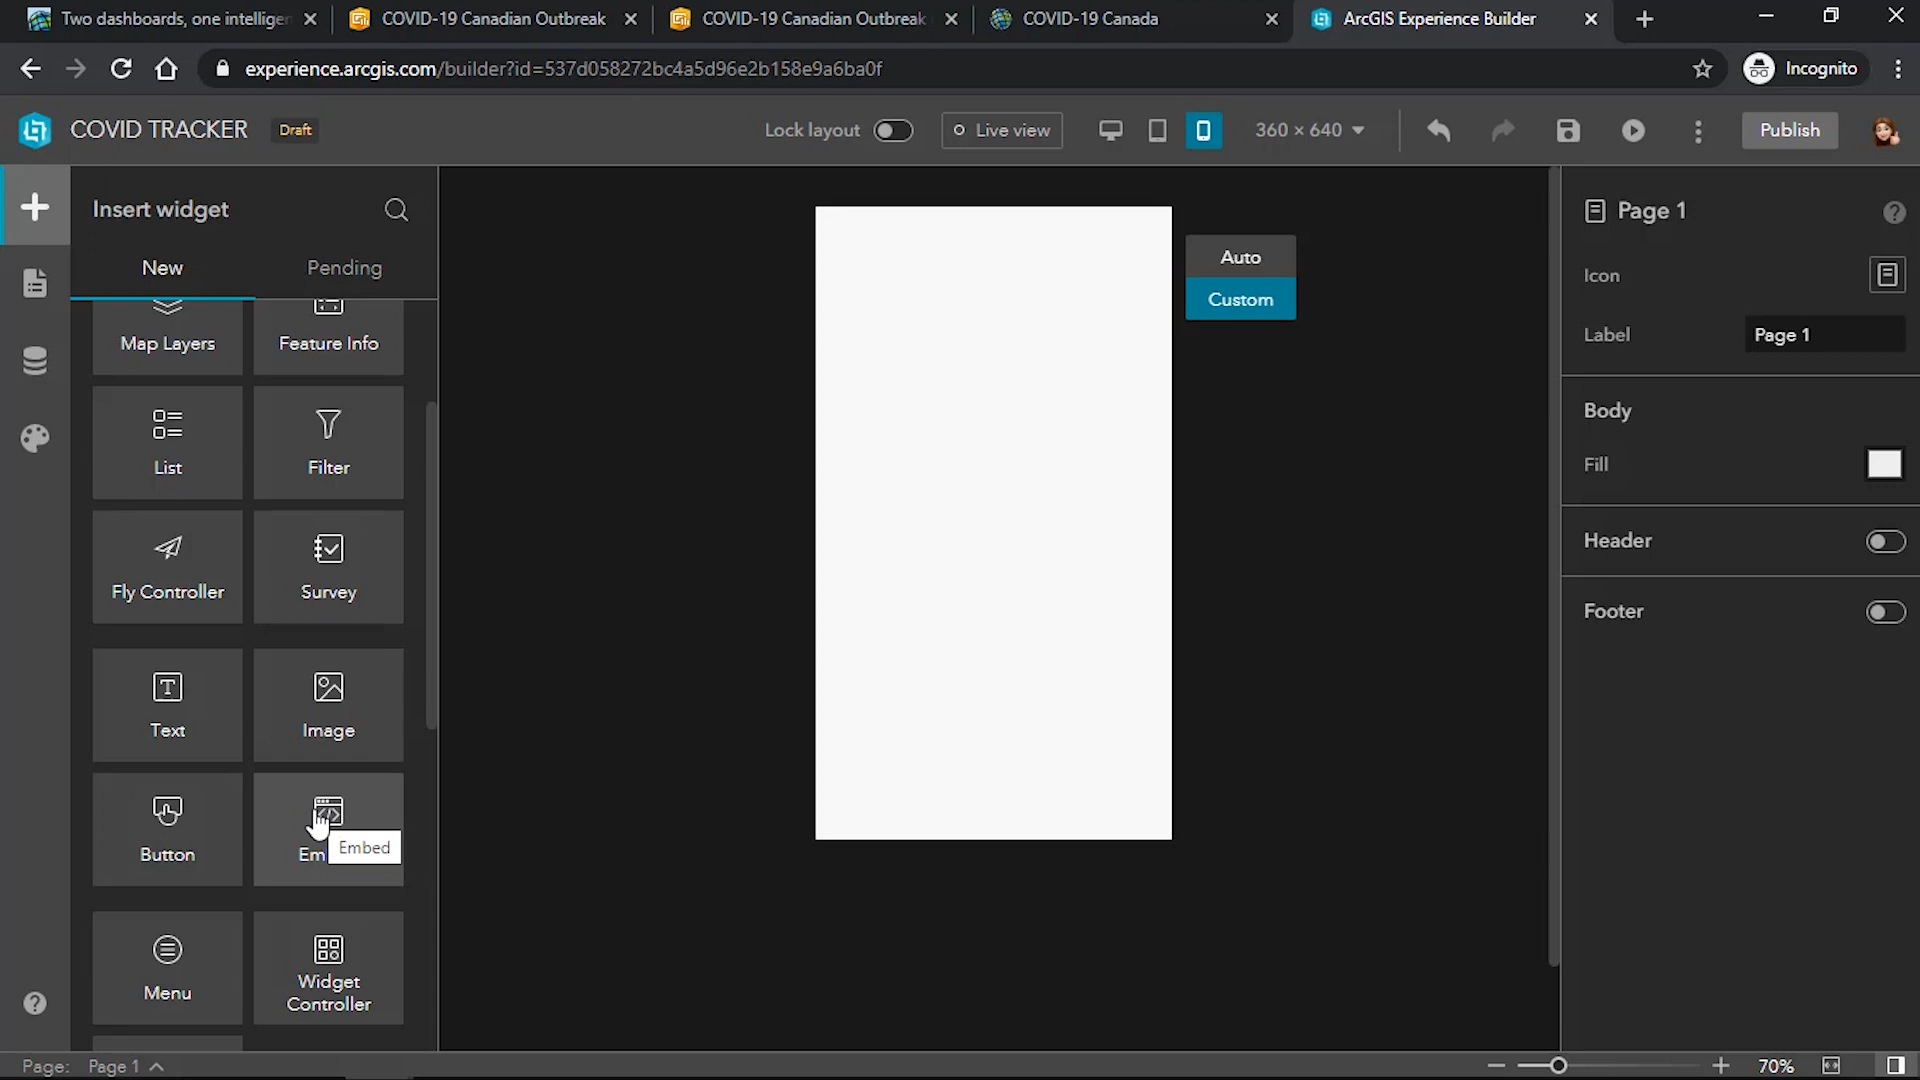 Two dashboards, one intelligen
COVID-19 Canadian Outbreak
COVID-19 Canadian Outbreak
COVID-19 Canada
ArcGIS Experience Builder
experience.arcgis.com/builder?id=537d058272bc4a5d96e2b158e9a6ba0f
Incognito
COVID TRACKER
Draft
Lock layout
Live view
360 × 640
Publish
Insert widget
New
Pending
Map Layers
Feature Info
List
Filter
Fly Controller
Survey
Text
Image
Button
Em
Embed
Menu
Widget
Controller
Auto
Custom
Page 1
Icon
Label
Page 1
Body
Fill
Header
Footer
Page: Page 1
70%